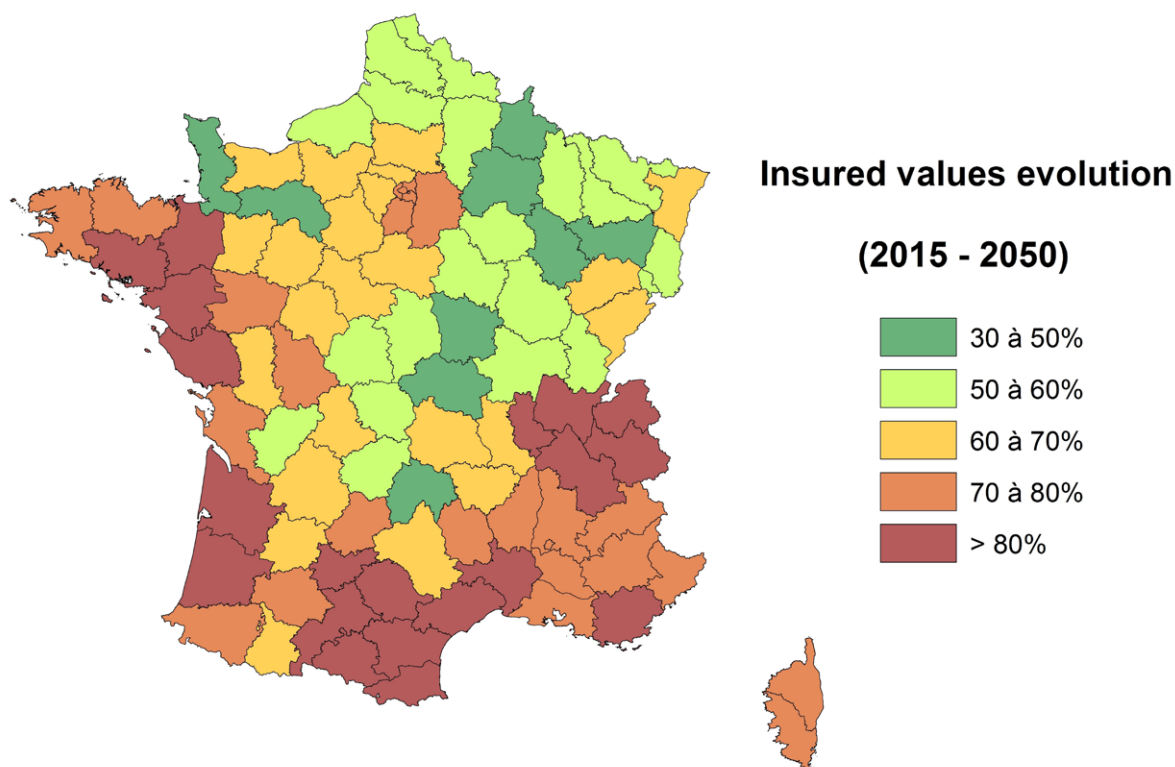 Insured values evolution
(2015 - 2050)
30 à 50%
50 à 60%
60 à 70%
70 à 80%
> 80%